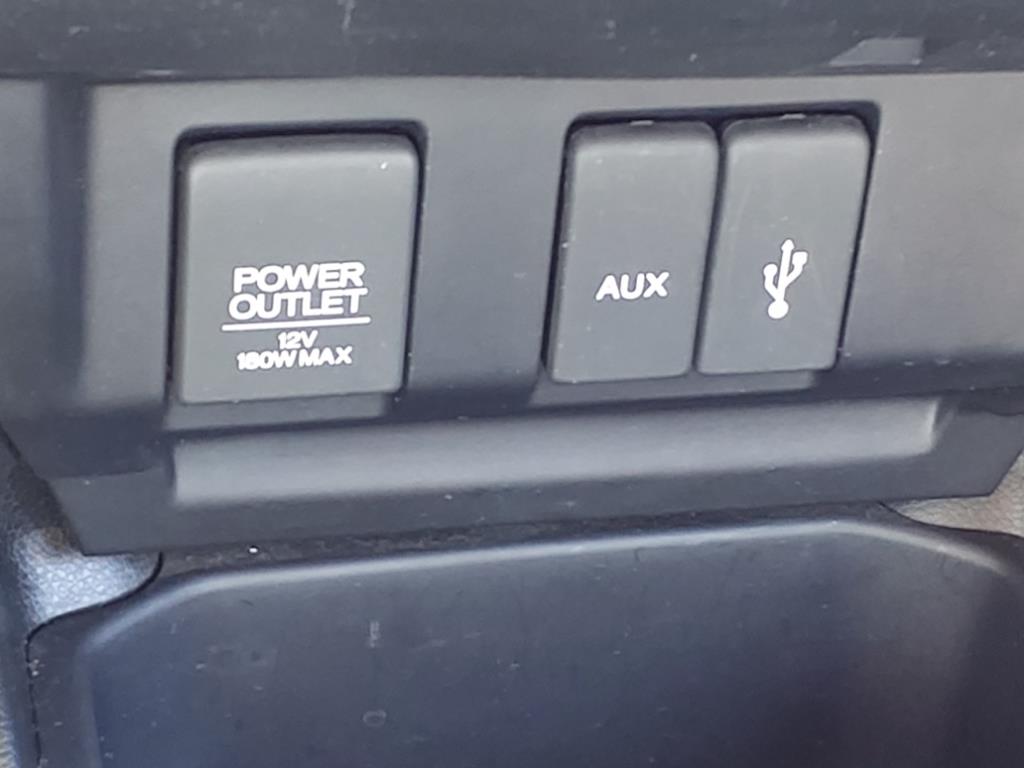 POWER
OUTLET
12V
180W MAX
AUX